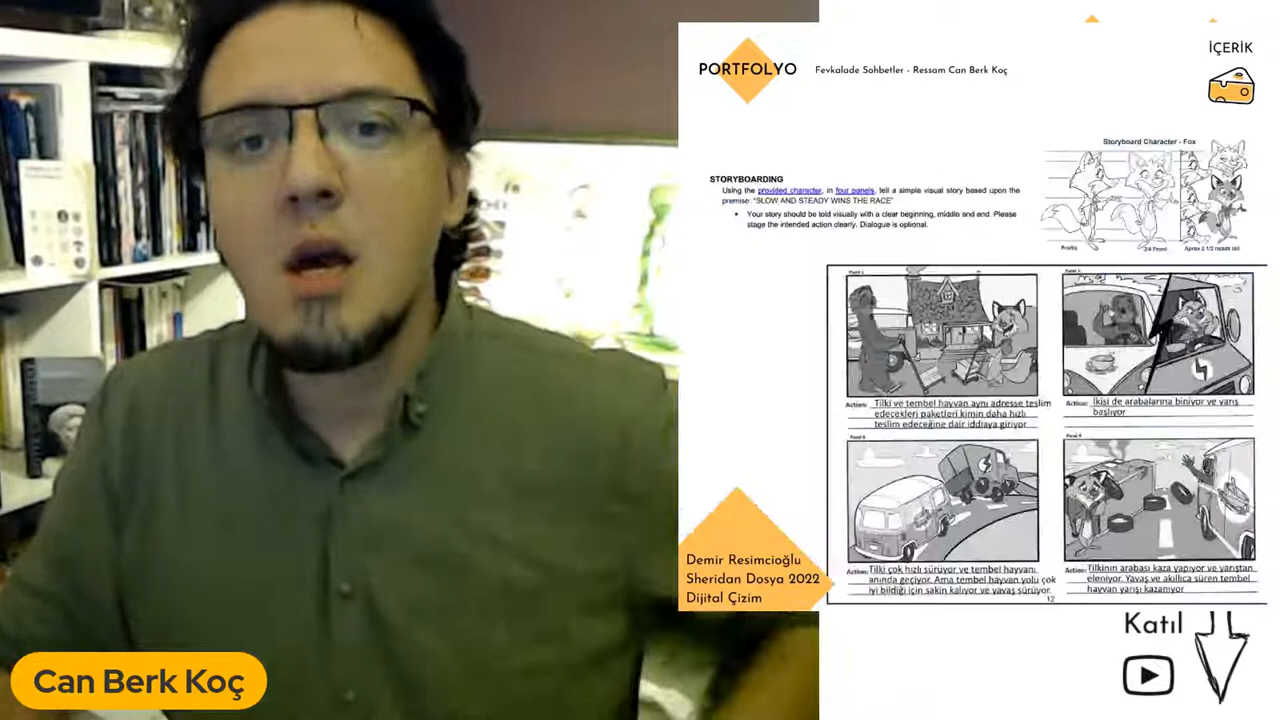 İÇERİK
PORTFOLYO
Fevkalade Sohbetler - Ressam Can Berk Koç
Storyboard Character - Fox
STORYBOARDING
Using the provided character, in four panels, tell a simple visual story based upon the
premise: "SLOW AND STEADY WINS THE RACE"
• Your story should be told visually with a clear beginning, middle and end. Please
stage the intended action clearly. Dialogue is optional.
Profile
3/4 Front
Panel 1
Action: Tilki ve tembel hayvan aynı adresse teslim
edecekleri paketleri kimin daha hızlı
teslim edeceğine dair iddiaya giriyor
Action: İkisi de arabalarına biniyor ve yarış
başlıyor
Action: Tilki çok hızlı sürüyor ve tembel hayvanı
anında geçiyor. Ama tembel hayvan yolu çok
iyi bildiği için sakin kalıyor ve yavaş sürüyor.
Action: Tilkinin arabası kaza yapıyor ve yarıştan
eleniyor. Yavaş ve akıllıca süren tembel
hayvan yarışı kazanıyor
12
Demir Resimcioğlu
Sheridan Dosya 2022
Dijital Çizim
Katıl
Can Berk Koç